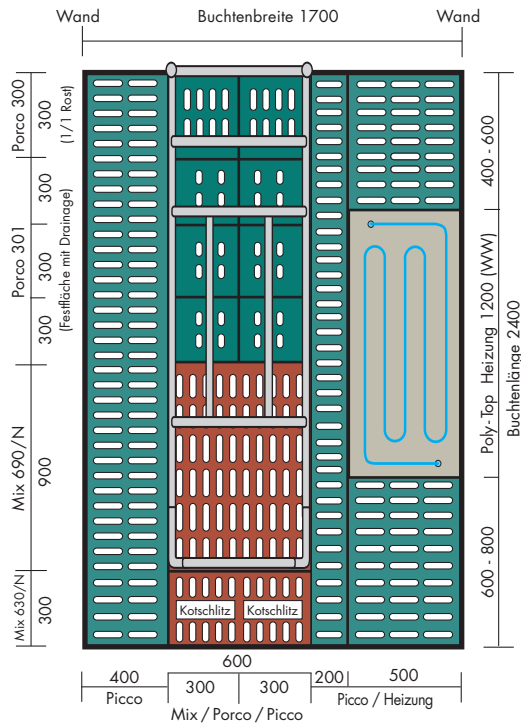 Wand
Buchtenbreite 1700
Wand
Porco 300
300
(1/1 Rost)
300
Porco 301
300
(Festfläche mit Drainage)
300
Mix 690/N
900
Mix 630/N
300
400 - 600
Poly-Top Heizung 1200 (WW)
Buchtenlänge 2400
600 - 800
Kotschlitz
Kotschlitz
600
400
300
300
200
500
Picco
Mix / Porco / Picco
Picco / Heizung